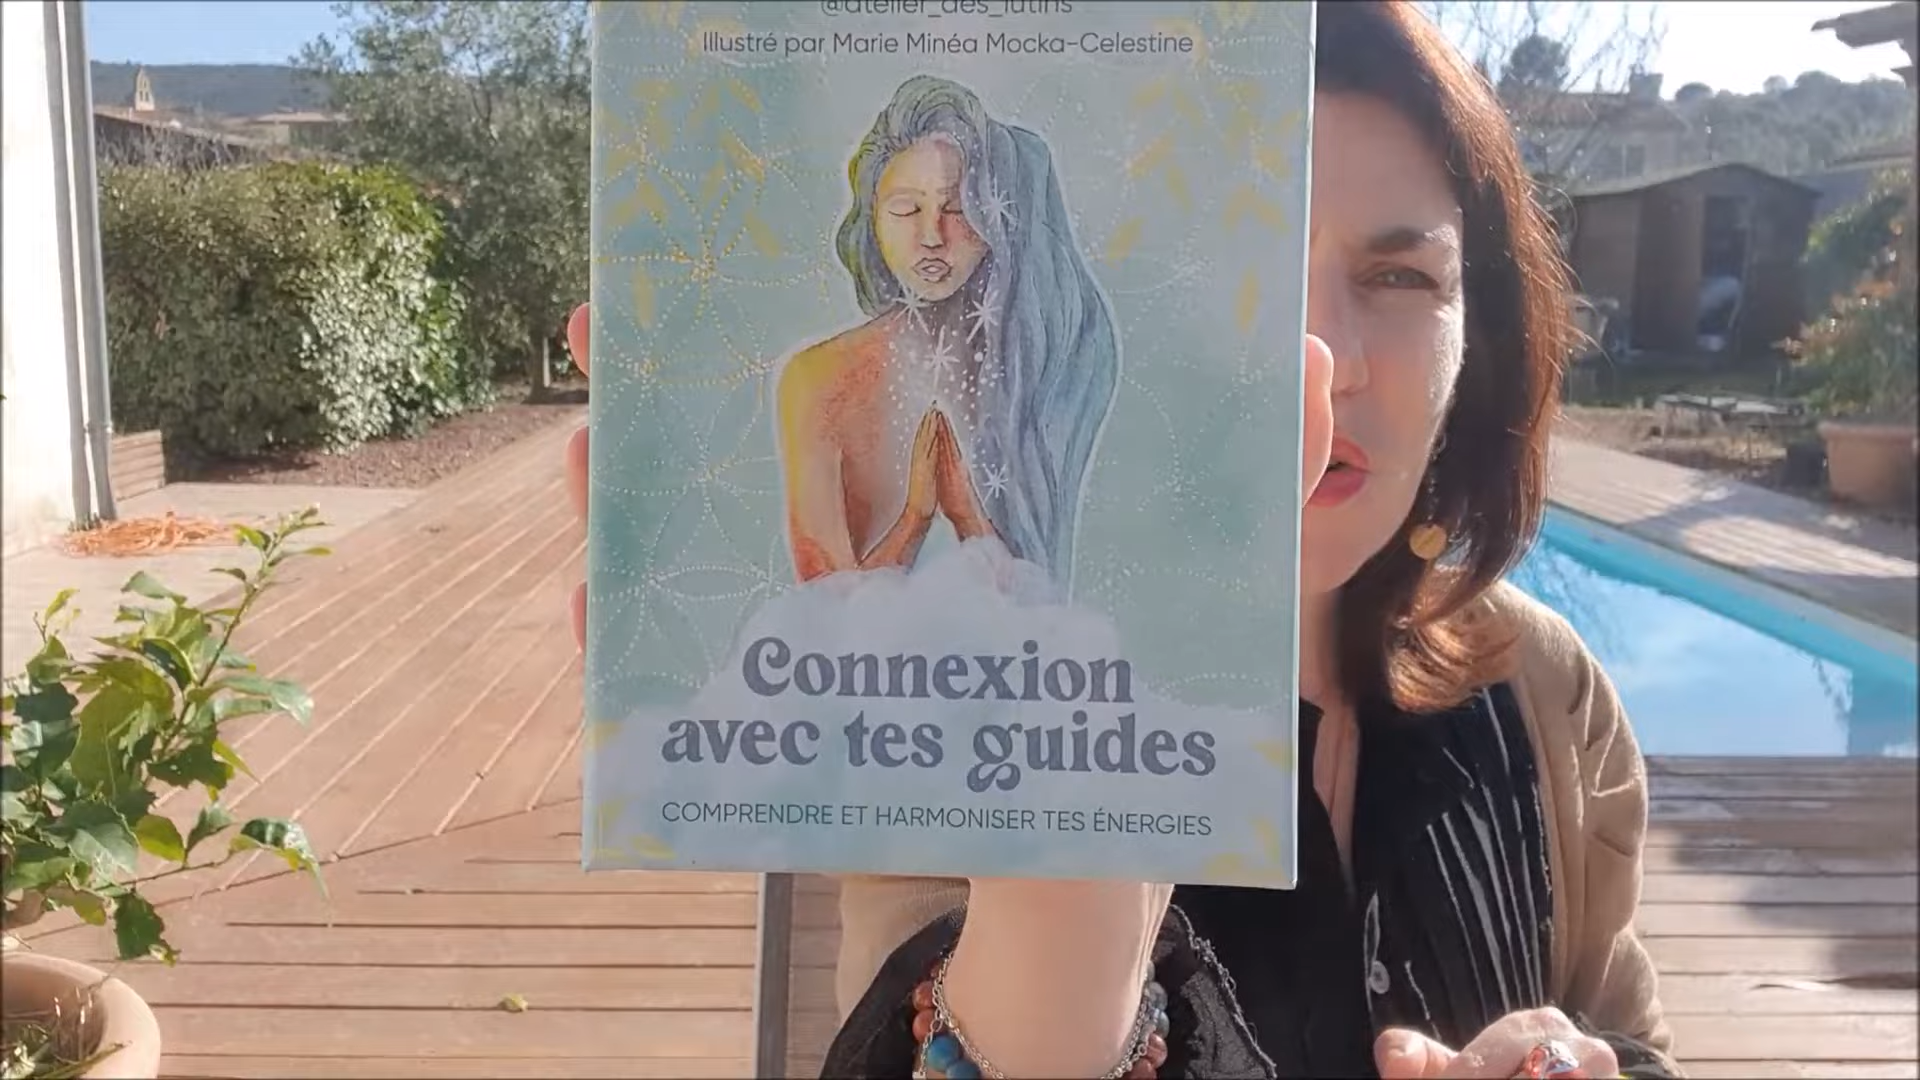 @atelier_des_lutins
Illustré par Marie Minéa Mocka-Celestine
Connexion
avec tes guides
COMPRENDRE ET HARMONISER TES ÉNERGIES